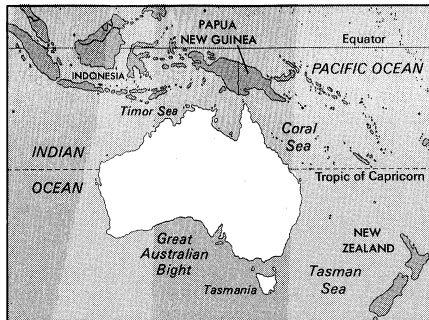 PAPUA
NEW GUINEA
Equator
PACIFIC OCEAN
INDONESIA
Timor Sea
Coral
Sea
INDIAN
OCEAN
Tropic of Capricorn
Great
Australian
Bight
NEW
ZEALAND
Tasmania
Tasman
Sea